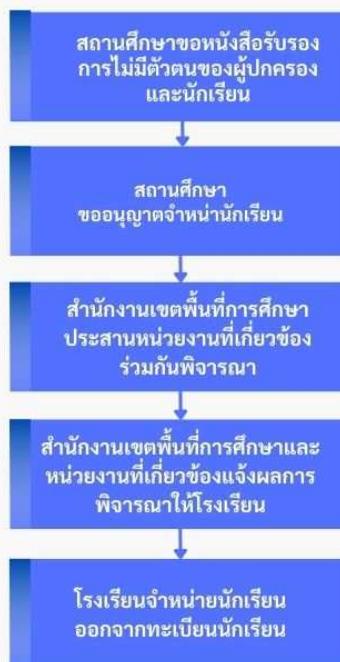 สถานศึกษาขอหนังสือรับรอง
การไม่มีตัวตนของผู้ปกครอง
และนักเรียน
สถานศึกษา
ขออนุญาตจำหน่านักเรียน
สำนักงานเขตพื้นที่การศึกษา
ประสานหน่วยงานที่เกี่ยวข้อง
ร่วมกันพิจารณา
สำนักงานเขตพื้นที่การศึกษาและ
หน่วยงานที่เกี่ยวข้องแจ้งผลการ
พิจารณาให้โรงเรียน
โรงเรียนจำหน่ายนักเรียน
ออกจากทะเบียนนักเรียน